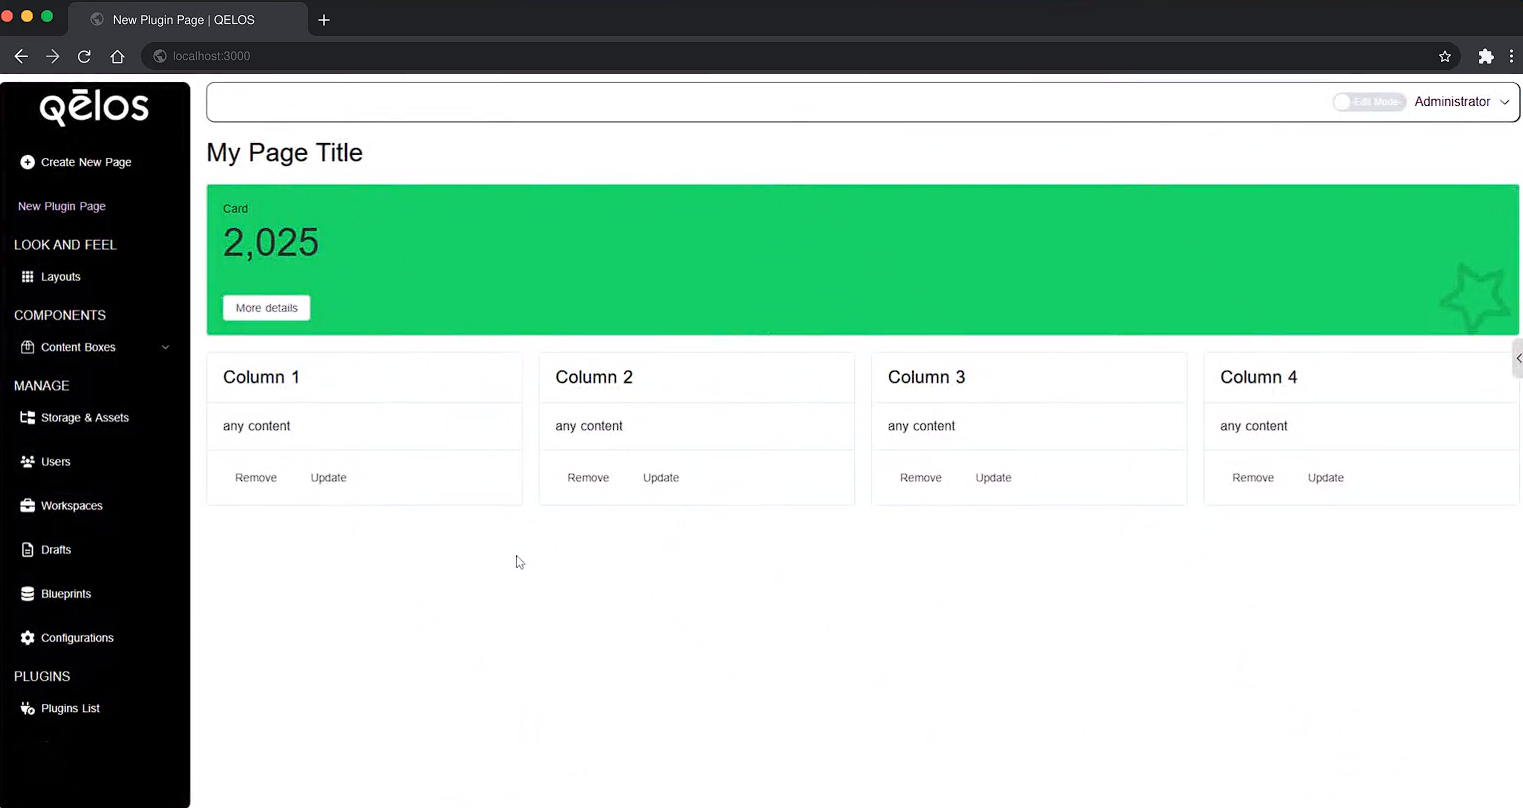 New Plugin Page | QELOS
localhost:3000
qēlos
Create New Page
New Plugin Page
LOOK AND FEEL
Layouts
COMPONENTS
Content Boxes
MANAGE
Storage & Assets
Users
Workspaces
Drafts
Blueprints
Configurations
PLUGINS
Plugins List
Edit Mode Administrator
My Page Title
Card
2,025
More details
Column 1
any content
Remove Update
Column 2
any content
Remove Update
Column 3
any content
Remove Update
Column 4
any content
Remove Update